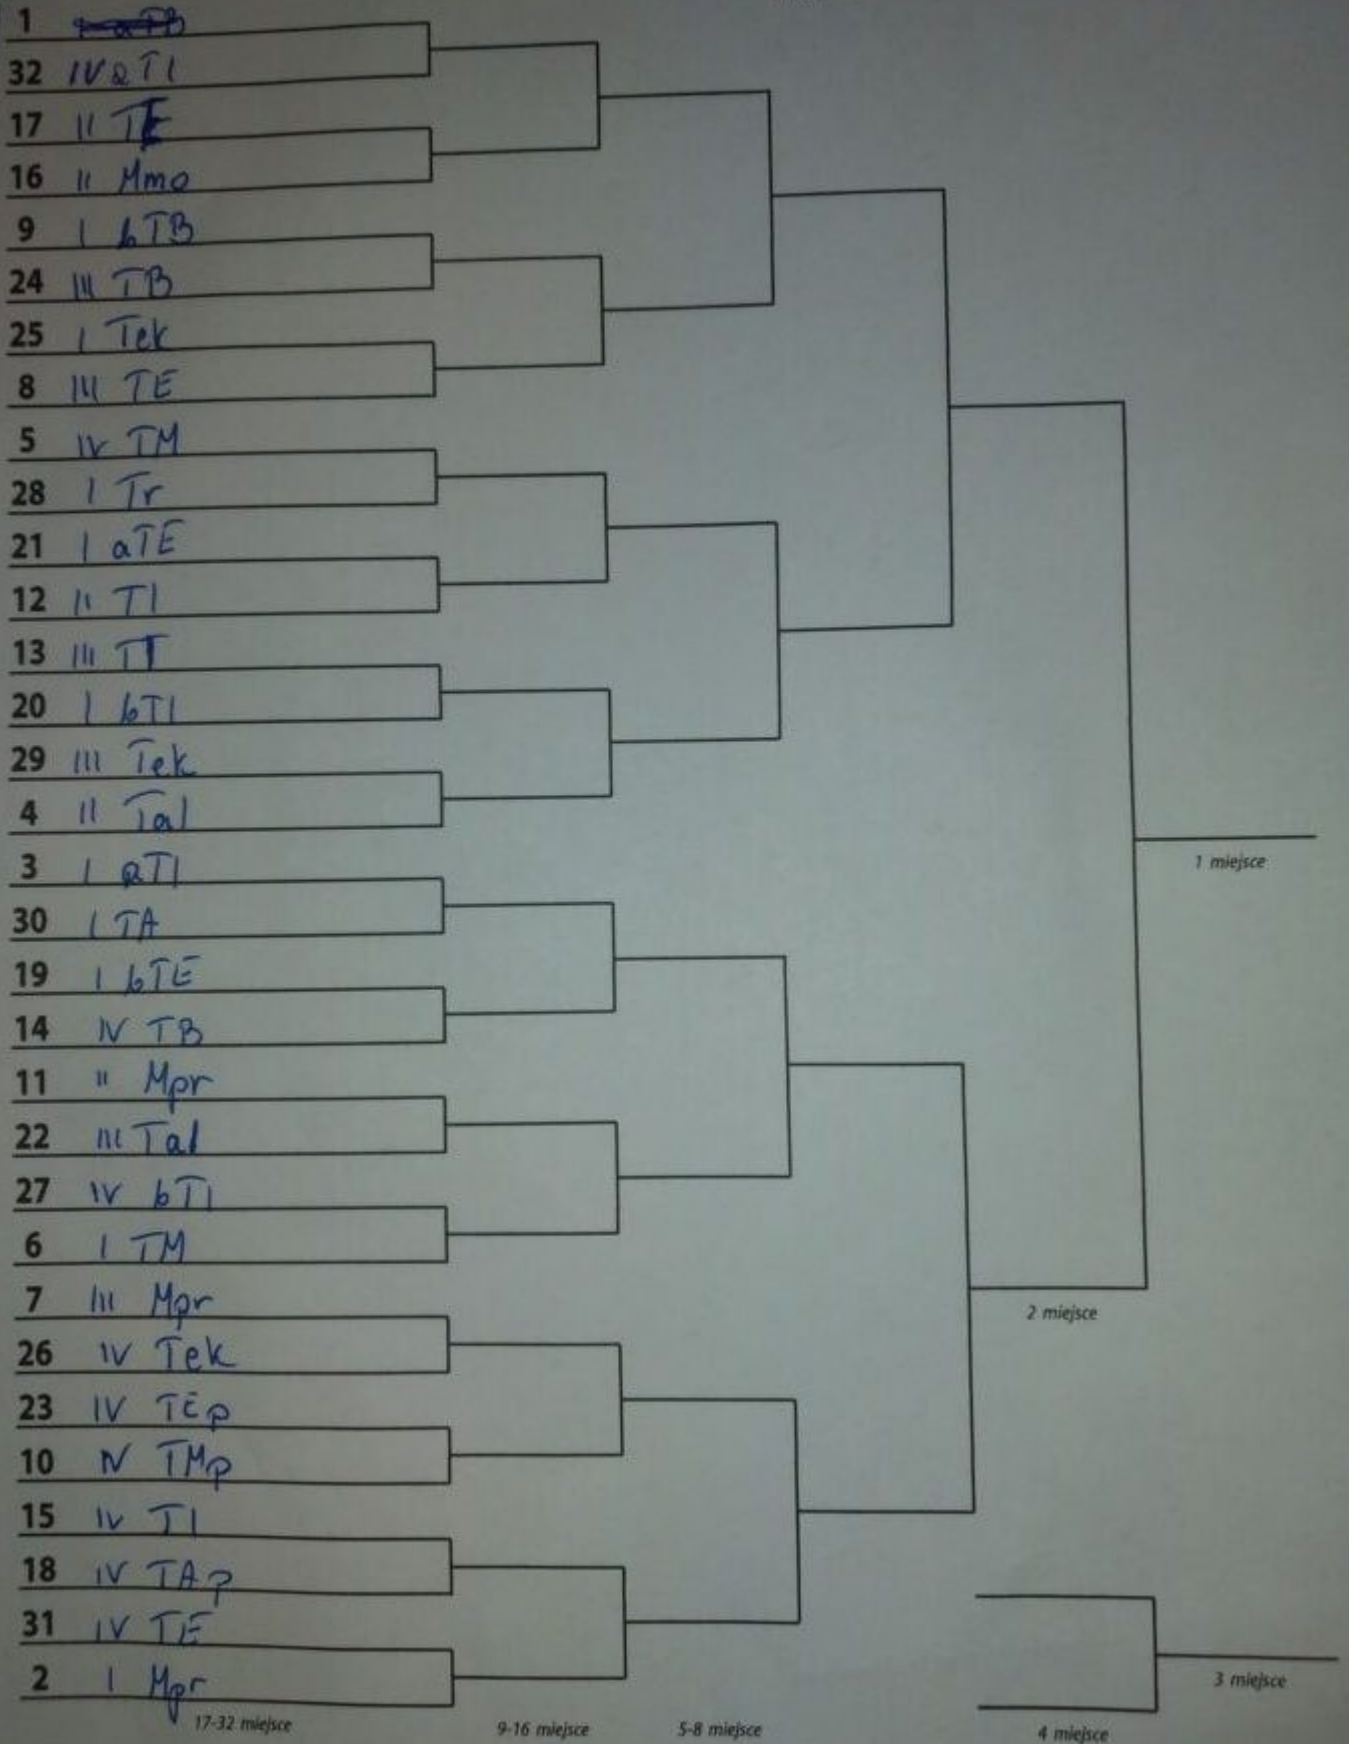 1
32 IV aTI
17 II TE
16 II Mmo
9 I bTB
24 III TB
25 I Tek
8 III TE
5 IV TM
28 I Tr
21 I aTE
12 II TI
13 III TI
20 I bTI
29 III Tek
4 II Tal
3 I aTI
1 miejsce
30 I TA
19 I bTE
14 IV TB
11 II Mpr
22 III Tal
27 IV bTI
6 I TM
7 III Mpr
2 miejsce
26 IV Tek
23 IV TEp
10 IV TMp
15 IV TI
18 IV TAp
31 IV TE
2 I Mpr
3 miejsce
17-32 miejsce 9-16 miejsce 5-8 miejsce 4 miejsce